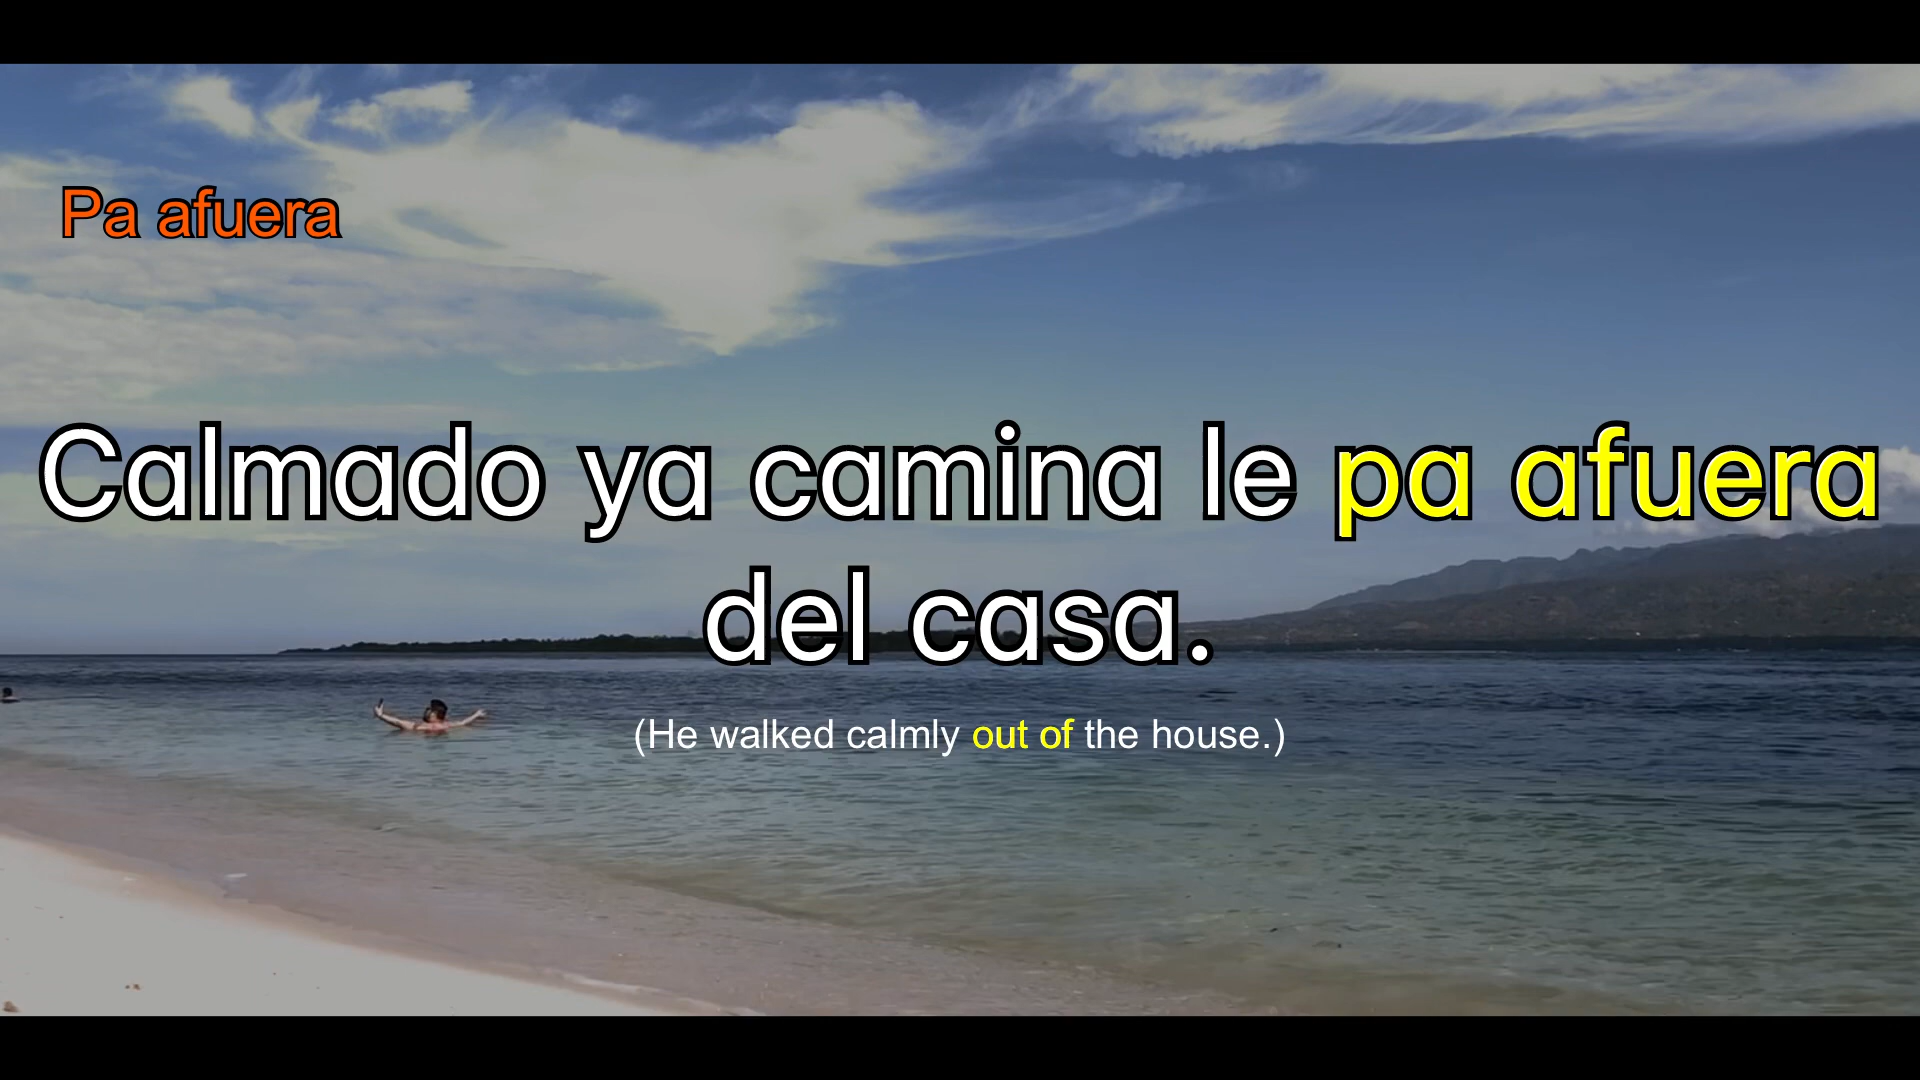 Pa afuera
Calmado ya camina le pa afuera
del casa.
(He walked calmly out of the house.)